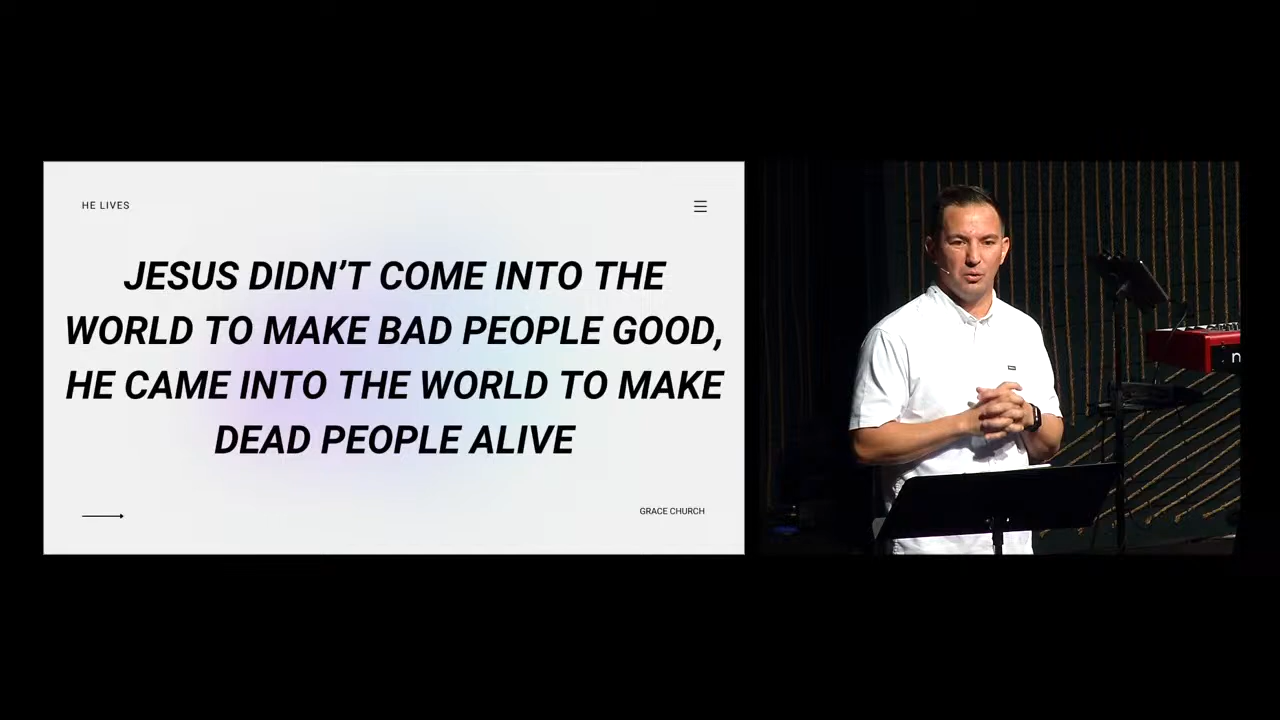 HE LIVES
JESUS DIDN’T COME INTO THE
WORLD TO MAKE BAD PEOPLE GOOD,
HE CAME INTO THE WORLD TO MAKE
DEAD PEOPLE ALIVE
GRACE CHURCH